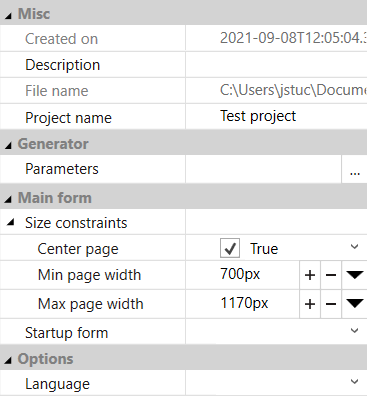 Misc
Created on 2021-09-08T12:05:04.3
Description
File name C:\Users\jstuc\Docume
Project name Test project
Generator
Parameters ...
Main form
Size constraints
Center page True
Min page width 700px + −
Max page width 1170px + −
Startup form
Options
Language